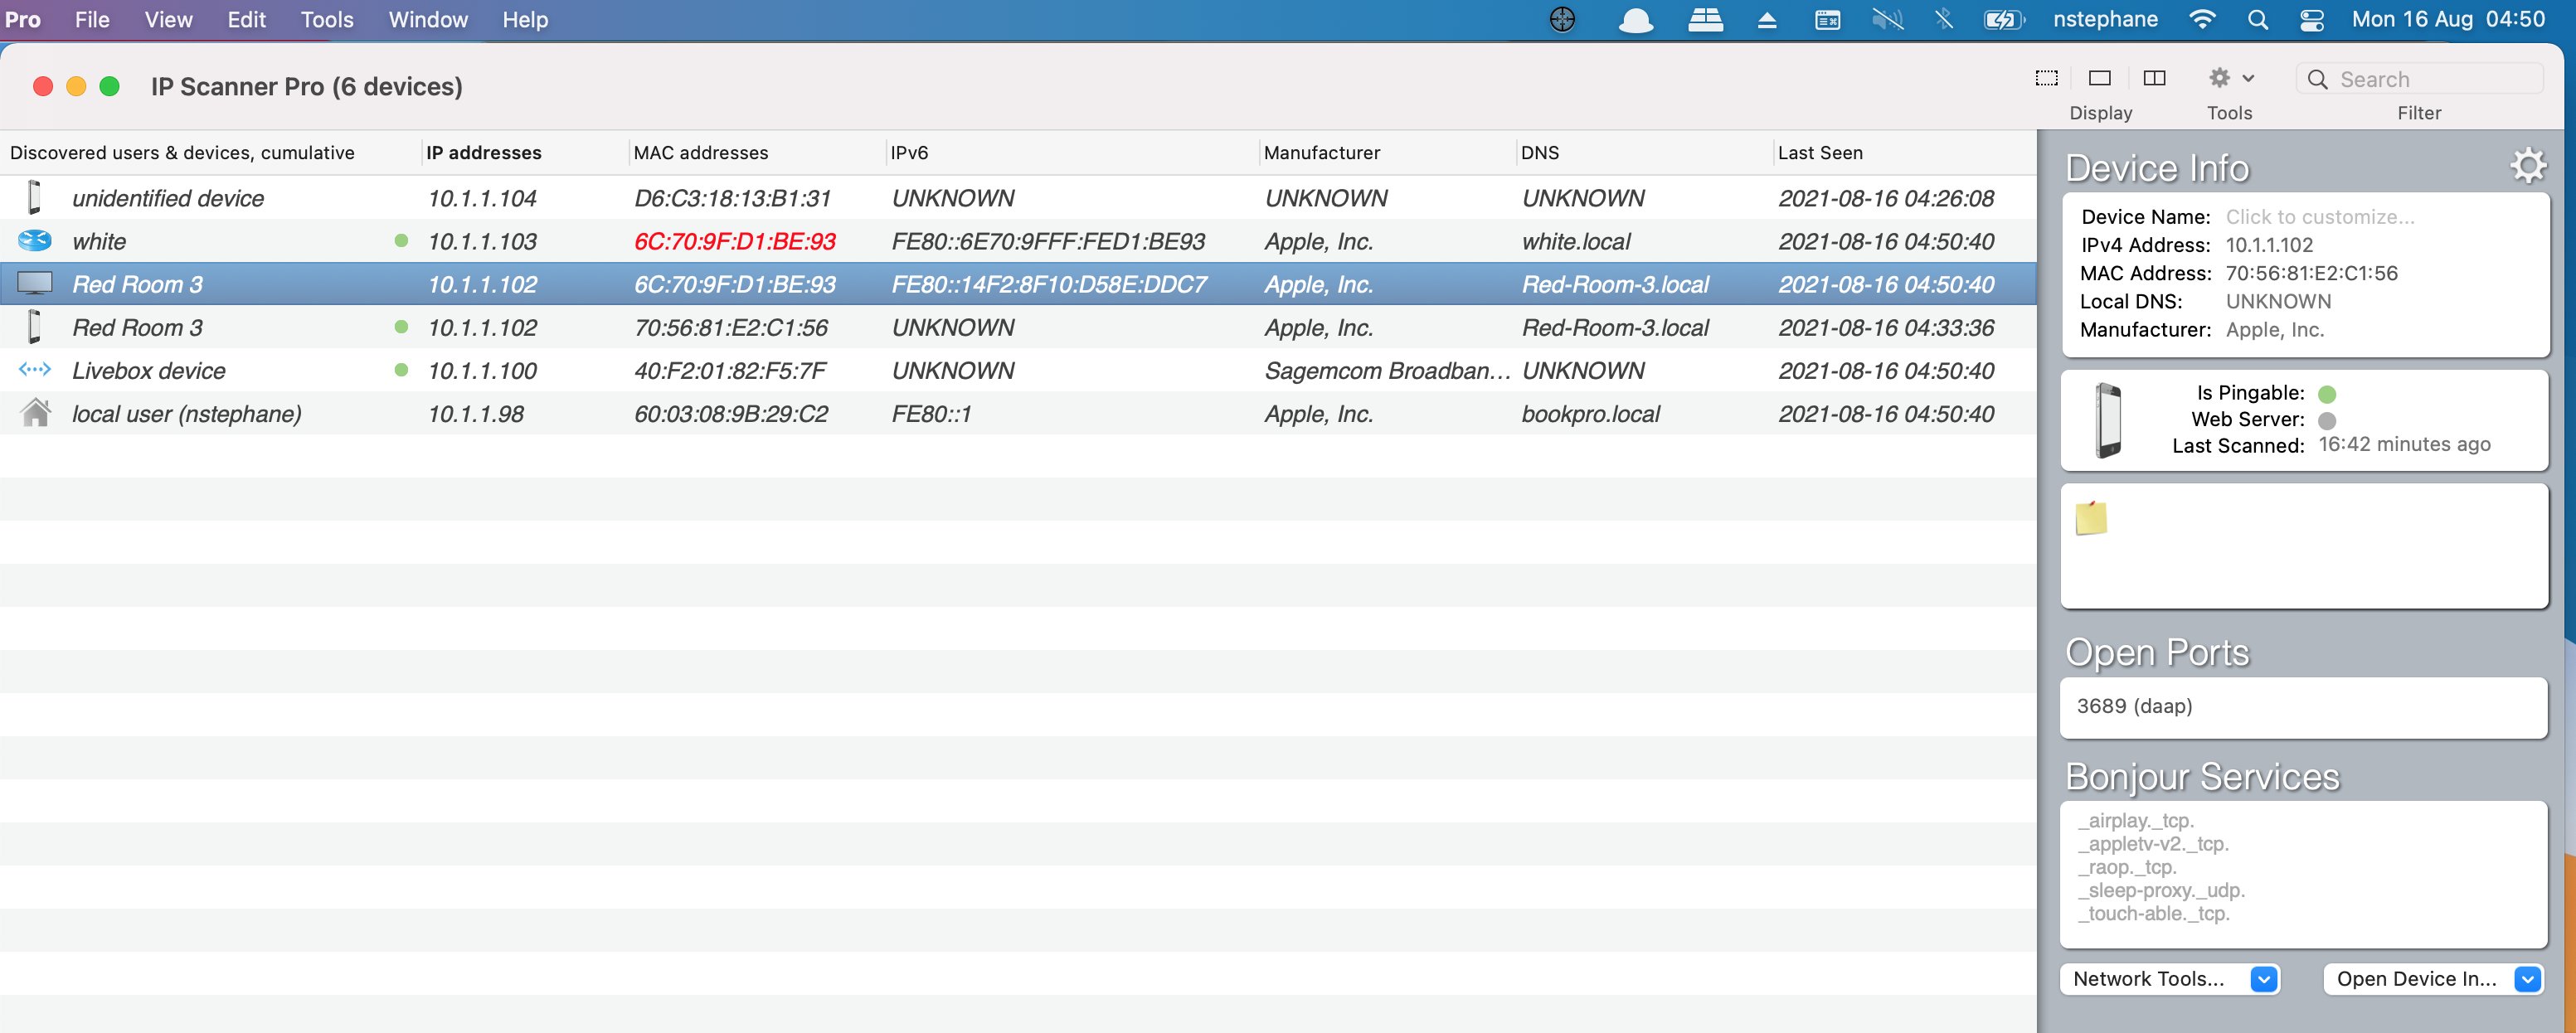 Pro File View Edit Tools Window Help nstephane Mon 16 Aug 04:50
IP Scanner Pro (6 devices)
Search
Display Tools Filter
Discovered users & devices, cumulative IP addresses MAC addresses IPv6 Manufacturer DNS Last Seen
unidentified device 10.1.1.104 D6:C3:18:13:B1:31 UNKNOWN UNKNOWN UNKNOWN 2021-08-16 04:26:08
white 10.1.1.103 6C:70:9F:D1:BE:93 FE80::6E70:9FFF:FED1:BE93 Apple, Inc. white.local 2021-08-16 04:50:40
Red Room 3 10.1.1.102 6C:70:9F:D1:BE:93 FE80::14F2:8F10:D58E:DDC7 Apple, Inc. Red-Room-3.local 2021-08-16 04:50:40
Red Room 3 10.1.1.102 70:56:81:E2:C1:56 UNKNOWN Apple, Inc. Red-Room-3.local 2021-08-16 04:33:36
Livebox device 10.1.1.100 40:F2:01:82:F5:7F UNKNOWN Sagemcom Broadban... UNKNOWN 2021-08-16 04:50:40
local user (nstephane) 10.1.1.98 60:03:08:9B:29:C2 FE80::1 Apple, Inc. bookpro.local 2021-08-16 04:50:40
Device Info
Device Name: Click to customize...
IPv4 Address: 10.1.1.102
MAC Address: 70:56:81:E2:C1:56
Local DNS: UNKNOWN
Manufacturer: Apple, Inc.
Is Pingable:
Web Server:
Last Scanned: 16:42 minutes ago
Open Ports
3689 (daap)
Bonjour Services
_airplay._tcp.
_appletv-v2._tcp.
_raop._tcp.
_sleep-proxy._udp.
_touch-able._tcp.
Network Tools... Open Device In...